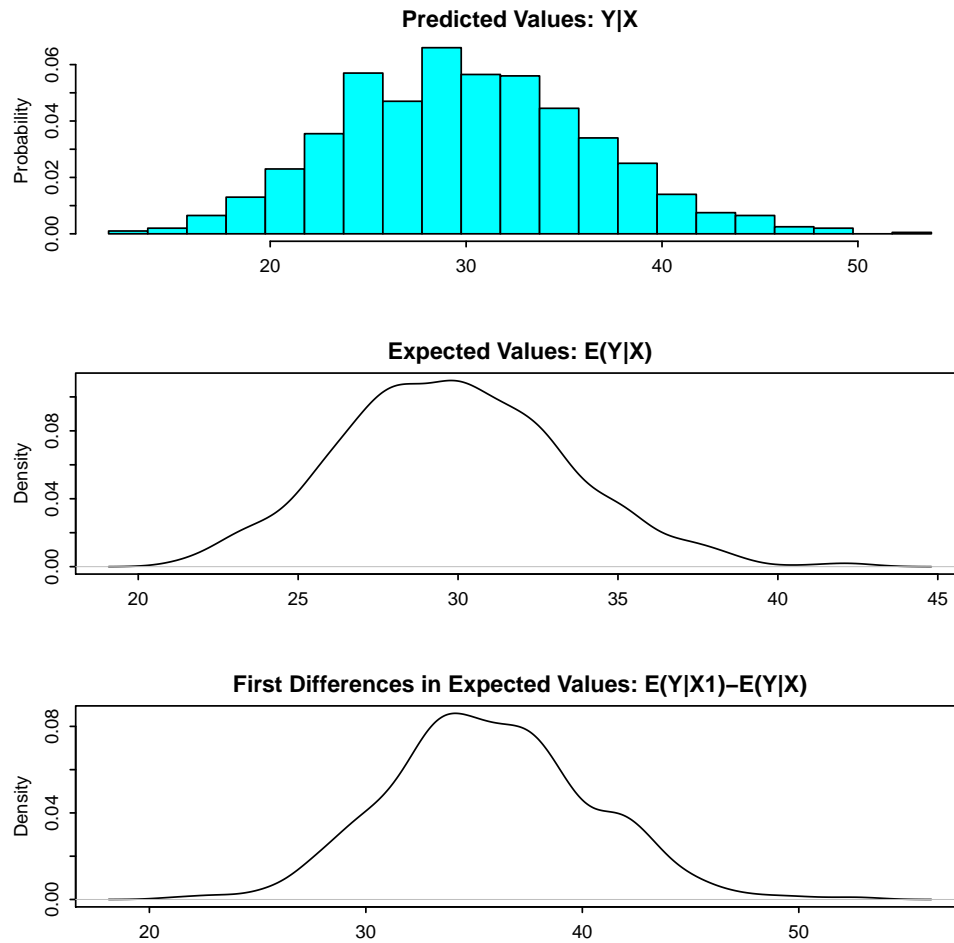 Predicted Values: Y|X
Probability
0.00 0.02 0.04 0.06
20 30 40 50
Expected Values: E(Y|X)
Density
0.00 0.04 0.08
20 25 30 35 40 45
First Differences in Expected Values: E(Y|X1)−E(Y|X)
Density
0.00 0.04 0.08
20 30 40 50